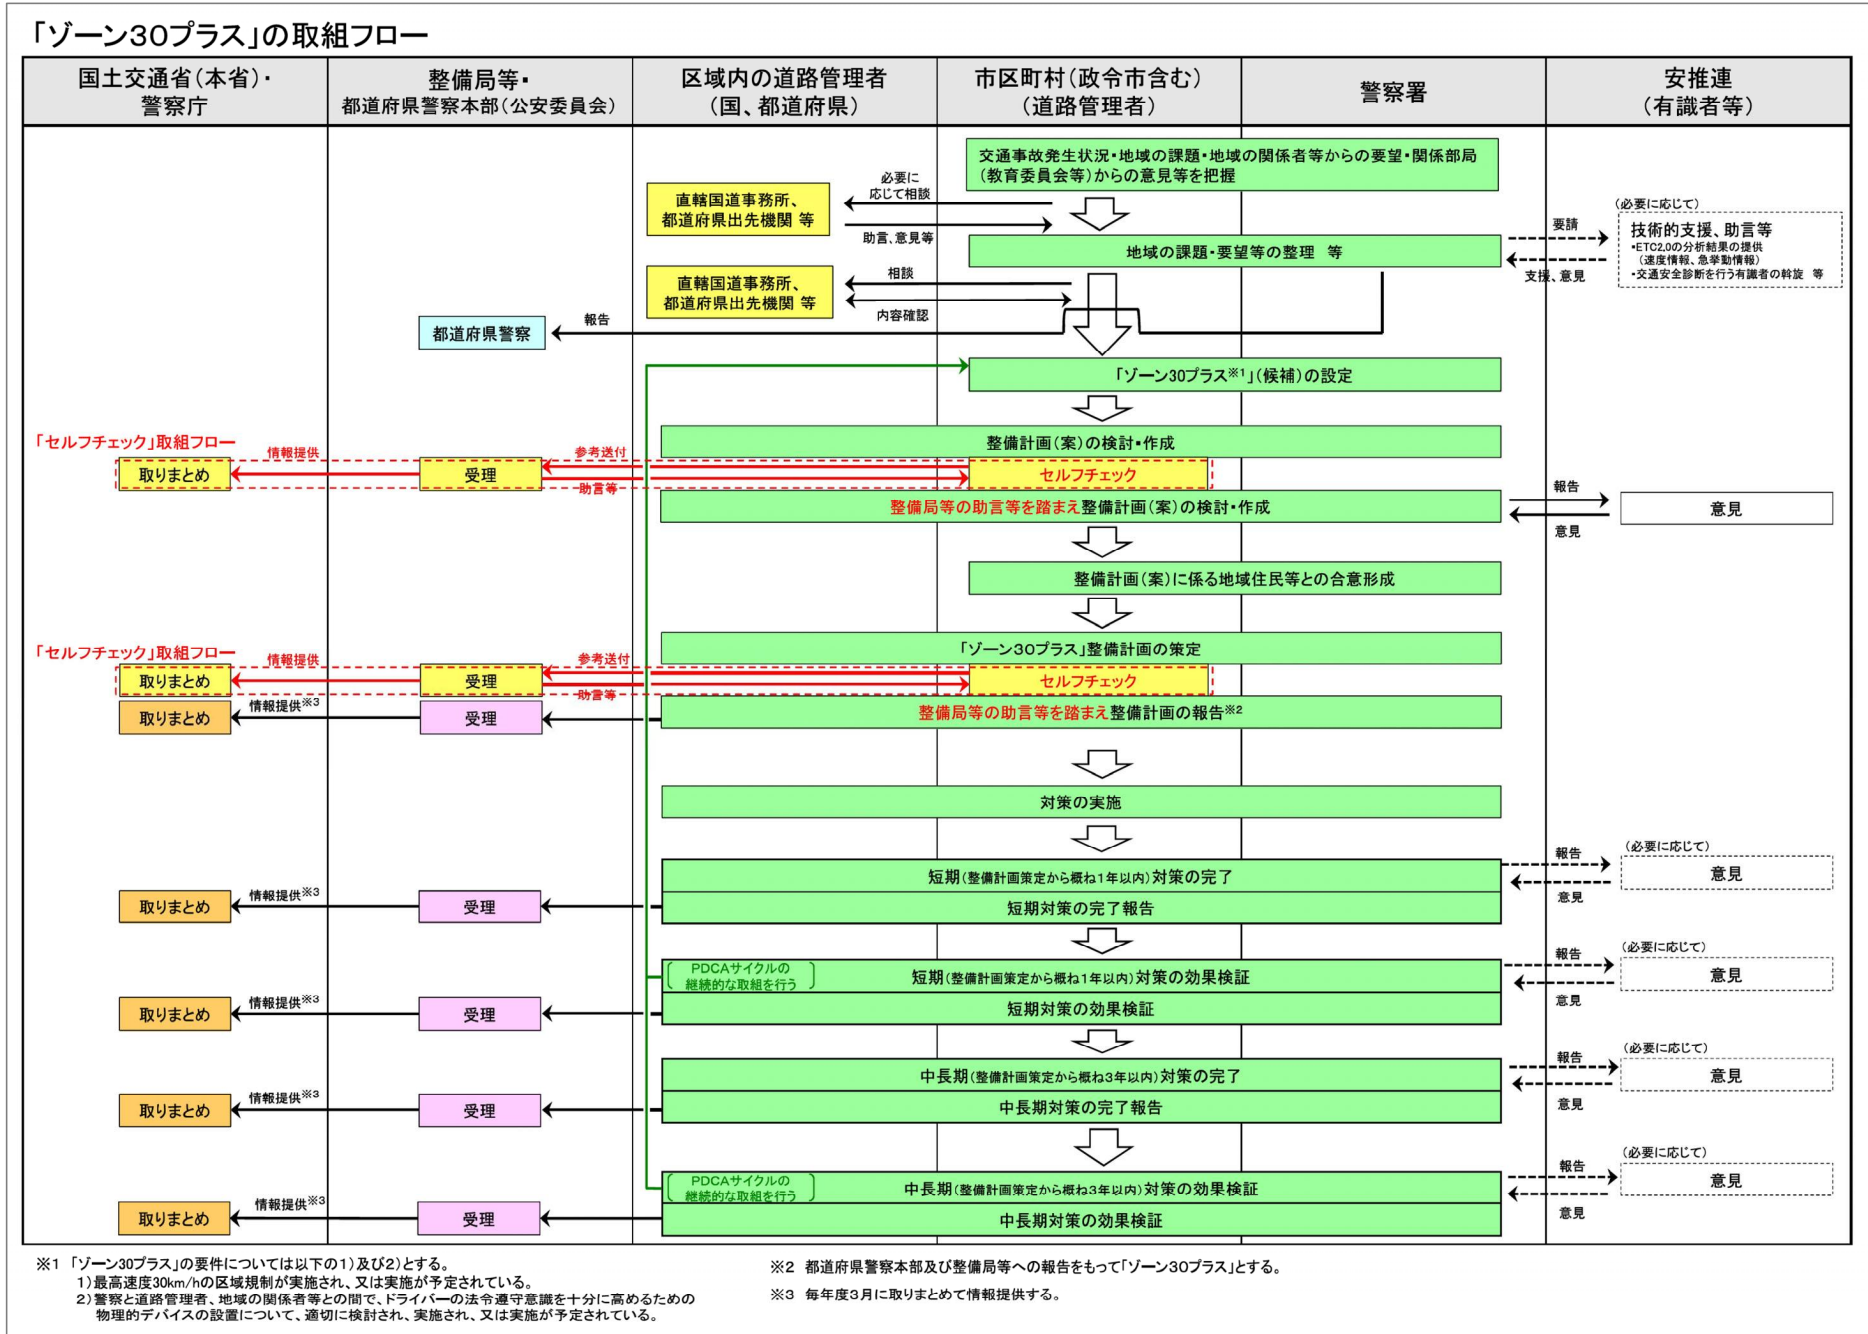 「ゾーン30プラス」の取組フロー
国土交通省(本省)・
警察庁
整備局等・
都道府県警察本部(公安委員会)
区域内の道路管理者
(国、都道府県)
市区町村(政令市含む)
(道路管理者)
警察署
安推連
(有識者等)
交通事故発生状況・地域の課題・地域の関係者等からの要望・関係部局
(教育委員会等)からの意見等を把握
必要に
応じて相談
直轄国道事務所、
都道府県出先機関 等
助言、意見等
地域の課題・要望等の整理 等
要請
支援、意見
(必要に応じて)
技術的支援、助言等
・ETC2.0の分析結果の提供
(速度情報、急挙動情報)
・交通安全診断を行う有識者の斡旋 等
相談
直轄国道事務所、
都道府県出先機関 等
内容確認
報告
都道府県警察
「ゾーン30プラス※1」(候補)の設定
整備計画(案)の検討・作成
「セルフチェック」取組フロー
情報提供
参考送付
取りまとめ
受理
セルフチェック
助言等
整備局等の助言等を踏まえ整備計画(案)の検討・作成
報告
意見
意見
整備計画(案)に係る地域住民等との合意形成
「ゾーン30プラス」整備計画の策定
「セルフチェック」取組フロー
情報提供
参考送付
取りまとめ
受理
セルフチェック
助言等
取りまとめ
情報提供※3
受理
整備局等の助言等を踏まえ整備計画の報告※2
対策の実施
短期(整備計画策定から概ね1年以内)対策の完了
報告
意見
(必要に応じて)
意見
取りまとめ
情報提供※3
受理
短期対策の完了報告
PDCAサイクルの
継続的な取組を行う
短期(整備計画策定から概ね1年以内)対策の効果検証
報告
意見
(必要に応じて)
意見
取りまとめ
情報提供※3
受理
短期対策の効果検証
中長期(整備計画策定から概ね3年以内)対策の完了
報告
意見
(必要に応じて)
意見
取りまとめ
情報提供※3
受理
中長期対策の完了報告
PDCAサイクルの
継続的な取組を行う
中長期(整備計画策定から概ね3年以内)対策の効果検証
報告
意見
(必要に応じて)
意見
取りまとめ
情報提供※3
受理
中長期対策の効果検証
※1 「ゾーン30プラス」の要件については以下の1)及び2)とする。
1)最高速度30km/hの区域規制が実施され、又は実施が予定されている。
2)警察と道路管理者、地域の関係者等との間で、ドライバーの法令遵守意識を十分に高めるための
物理的デバイスの設置について、適切に検討され、実施され、又は実施が予定されている。
※2 都道府県警察本部及び整備局等への報告をもって「ゾーン30プラス」とする。
※3 毎年度3月に取りまとめて情報提供する。